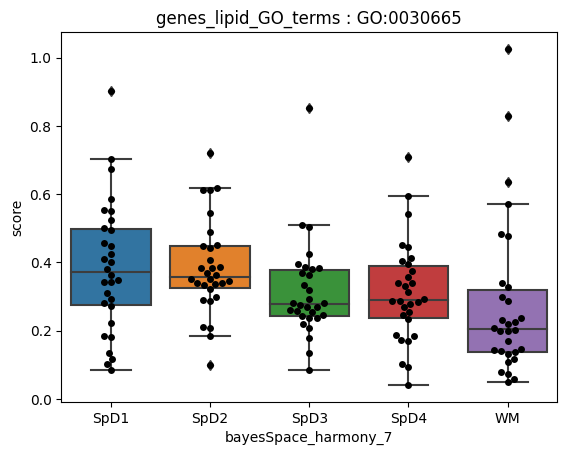 genes_lipid_GO_terms : GO:0030665
score
1.0
0.8
0.6
0.4
0.2
0.0
SpD1 SpD2 SpD3 SpD4 WM
bayesSpace_harmony_7